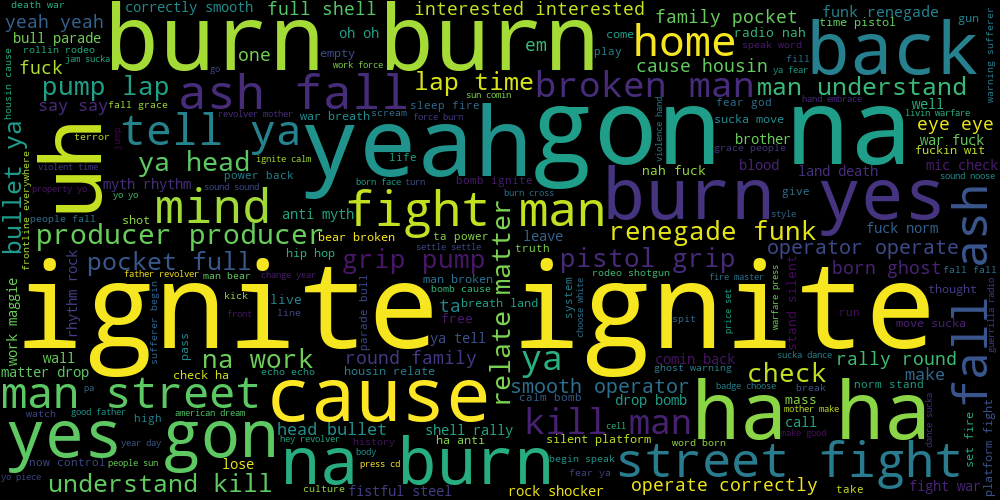 death war
correctly smooth
full shell
interested interested
yeah yeah
burn burn
oh oh
family pocket
funk renegade
time pistol
gun
bull parade
one
em
come
home
radio nah
back
rollin rodeo
jam sucka
empty
play
speak word
fuck
work force
cause housin
fill
ya fear
warning sufferer
housin cause
pump lap
go
ash fall
lap time
broken man
man understand
say say
fall grace
revolver mother
sun comin
sleep fire
fear god
hand embrace
well
livin warfare
tell ya
war breath
scream
force burn
yeah
gon na
violence hand
sucka move
eye eye
bullet ya
terror
jump
uh
brother
grace people
war fuck
fuckin wit
ya head
ignite calm
life
blood
mic check
violent time
power back
nah fuck
land death
sound noose
frontline everywhere
myth rhythm
sound sound
born face
turn
bomb ignite
burn yes
property yo
yo yo
mind
fight man
burn cross
give
style
people fall
shot
anti myth
relate matter
leave
renegade funk
fuck norm
fall ash
producer producer
bear broken
ta power
truth
operator operate
hip hop
settle settle
pocket full
grip pump
pistol grip
born ghost
fall fall
rhythm rock
father revolver
man bear
change year
man broken
rodeo shotgun
fire master
stand silent
thought
guerrilla radio
ignite ignite
work maggie
sufferer begin
kick
live
parade bull
bomb cause
ta
breath land
system
choose white
price set
warfare press
front
line
free
spit
run
move sucka
wall
pass
ya tell
na work
round family
ya
comin back
sucka dance
rally round
matter drop
check ha
echo echo
housin relate
ghost warning
check
make
man street
cause
smooth operator
badge choose
break
norm stand
pa
calm bomb
drop bomb
mass
mother make
ha ha
watch
good father
high
american dream
kill man
cell
call
yes gon
head bullet
shell rally
make good
dance sucka
set fire
platform fight
hey revolver
history
ha anti
silent platform
word born
year day
na burn
body
begin speak
street fight
now control
people sun
lose
press cd
fear ya
yo piece
understand kill
culture
fistful steel
rock shocker
operate correctly
take
fight war